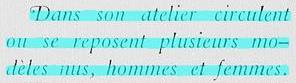 Dans son atelier circulent
ou se reposent plusieurs mo-
dèles nus, hommes et femmes.